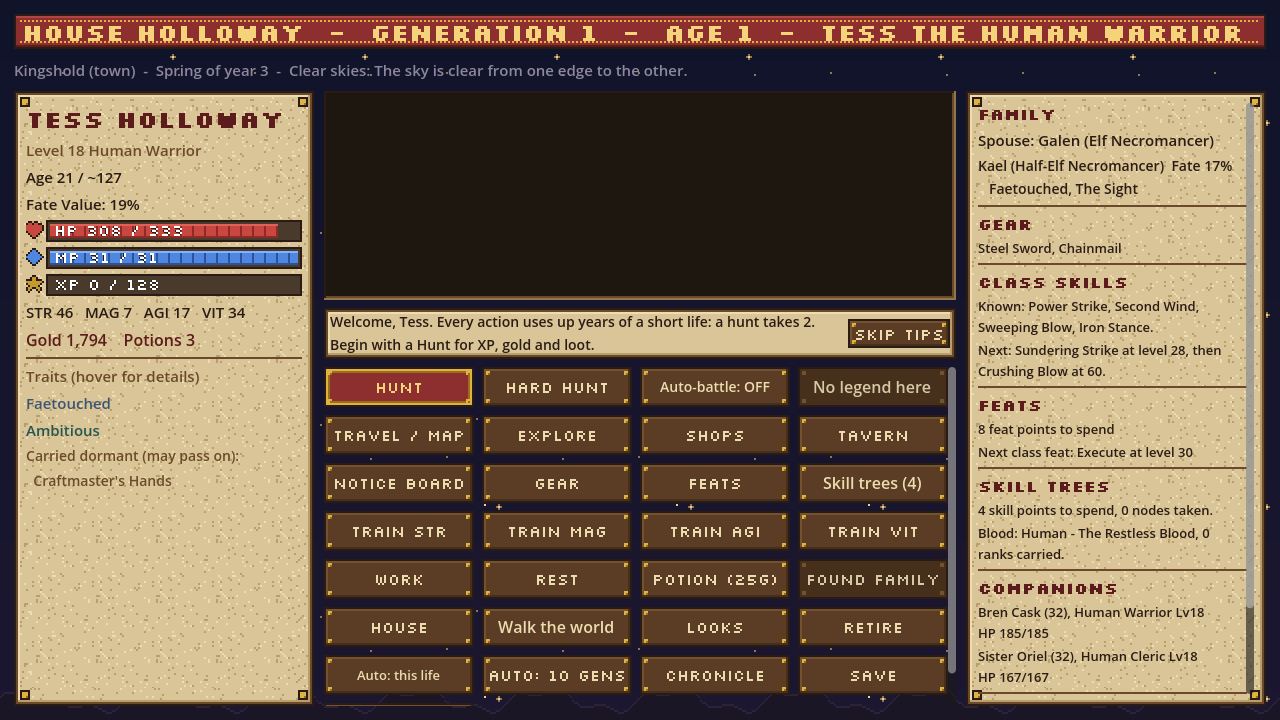 HOUSE HOLLOWAY - GENERATION 1 - AGE 1 - TESS THE HUMAN WARRIOR
Kingshold (town) - Spring of year 3 - Clear skies: The sky is clear from one edge to the other.
TESS HOLLOWAY
Level 18 Human Warrior
Age 21 / ~127
Fate Value: 19%
HP 308 / 333
MP 31 / 31
XP 0 / 128
STR 46 MAG 7 AGI 17 VIT 34
Gold 1,794 Potions 3
Traits (hover for details)
Faetouched
Ambitious
Carried dormant (may pass on):
Craftmaster's Hands
Welcome, Tess. Every action uses up years of a short life: a hunt takes 2.
Begin with a Hunt for XP, gold and loot.
SKIP TIPS
HUNT
HARD HUNT
Auto-battle: OFF
No legend here
TRAVEL / MAP
EXPLORE
SHOPS
TAVERN
NOTICE BOARD
GEAR
FEATS
Skill trees (4)
TRAIN STR
TRAIN MAG
TRAIN AGI
TRAIN VIT
WORK
REST
POTION (25G)
FOUND FAMILY
HOUSE
Walk the world
LOOKS
RETIRE
Auto: this life
AUTO: 10 GENS
CHRONICLE
SAVE
FAMILY
Spouse: Galen (Elf Necromancer)
Kael (Half-Elf Necromancer) Fate 17%
Faetouched, The Sight
GEAR
Steel Sword, Chainmail
CLASS SKILLS
Known: Power Strike, Second Wind,
Sweeping Blow, Iron Stance.
Next: Sundering Strike at level 28, then
Crushing Blow at 60.
FEATS
8 feat points to spend
Next class feat: Execute at level 30
SKILL TREES
4 skill points to spend, 0 nodes taken.
Blood: Human - The Restless Blood, 0
ranks carried.
COMPANIONS
Bren Cask (32), Human Warrior Lv18
HP 185/185
Sister Oriel (32), Human Cleric Lv18
HP 167/167